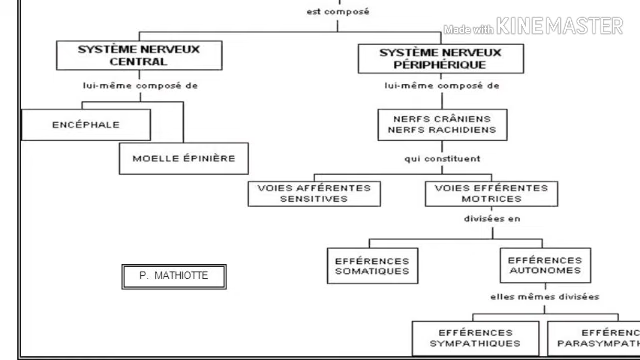 est composé
Made with KINEMASTER
SYSTÈME NERVEUX
CENTRAL
SYSTÈME NERVEUX
PÉRIPHÉRIQUE
lui-même composé de
lui-même composé de
ENCÉPHALE
NERFS CRÂNIENS
NERFS RACHIDIENS
MOELLE ÉPINIÈRE
qui constituent
VOIES AFFÉRENTES
SENSITIVES
VOIES EFFÉRENTES
MOTRICES
divisées en
P. MATHIOTTE
EFFÉRENCES
SOMATIQUES
EFFÉRENCES
AUTONOMES
elles mêmes divisées
EFFÉRENCES
SYMPATHIQUES
EFFÉRENC
PARASYMPAT